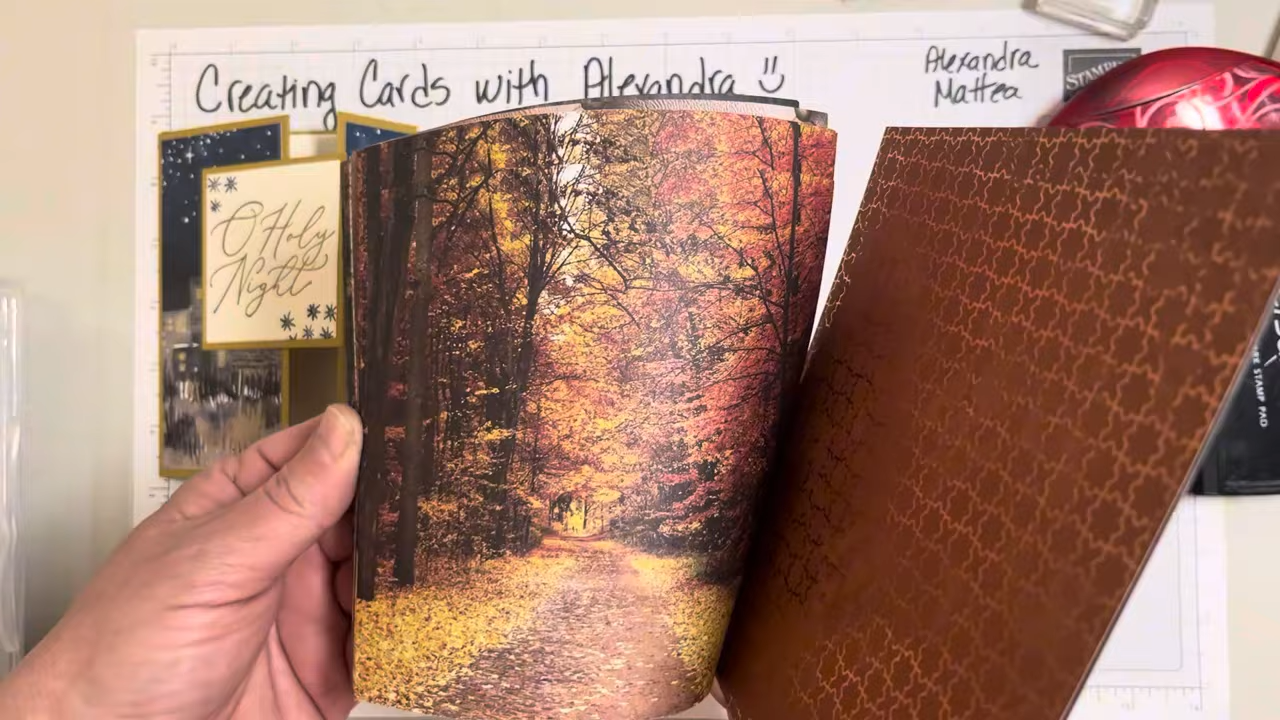 Creating Cards with Alexandra
Alexandra
Mattea
STAMP
O Holy
Night
STAMP PAD